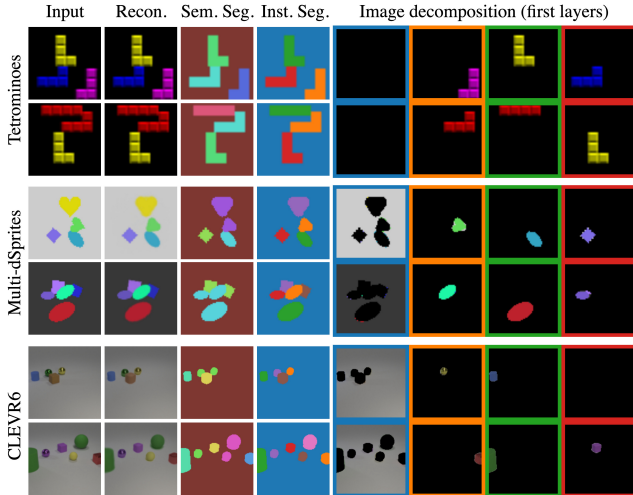 Input Recon. Sem. Seg. Inst. Seg. Image decomposition (first layers)
Tetrominoes
Multi-dSprites
CLEVR6